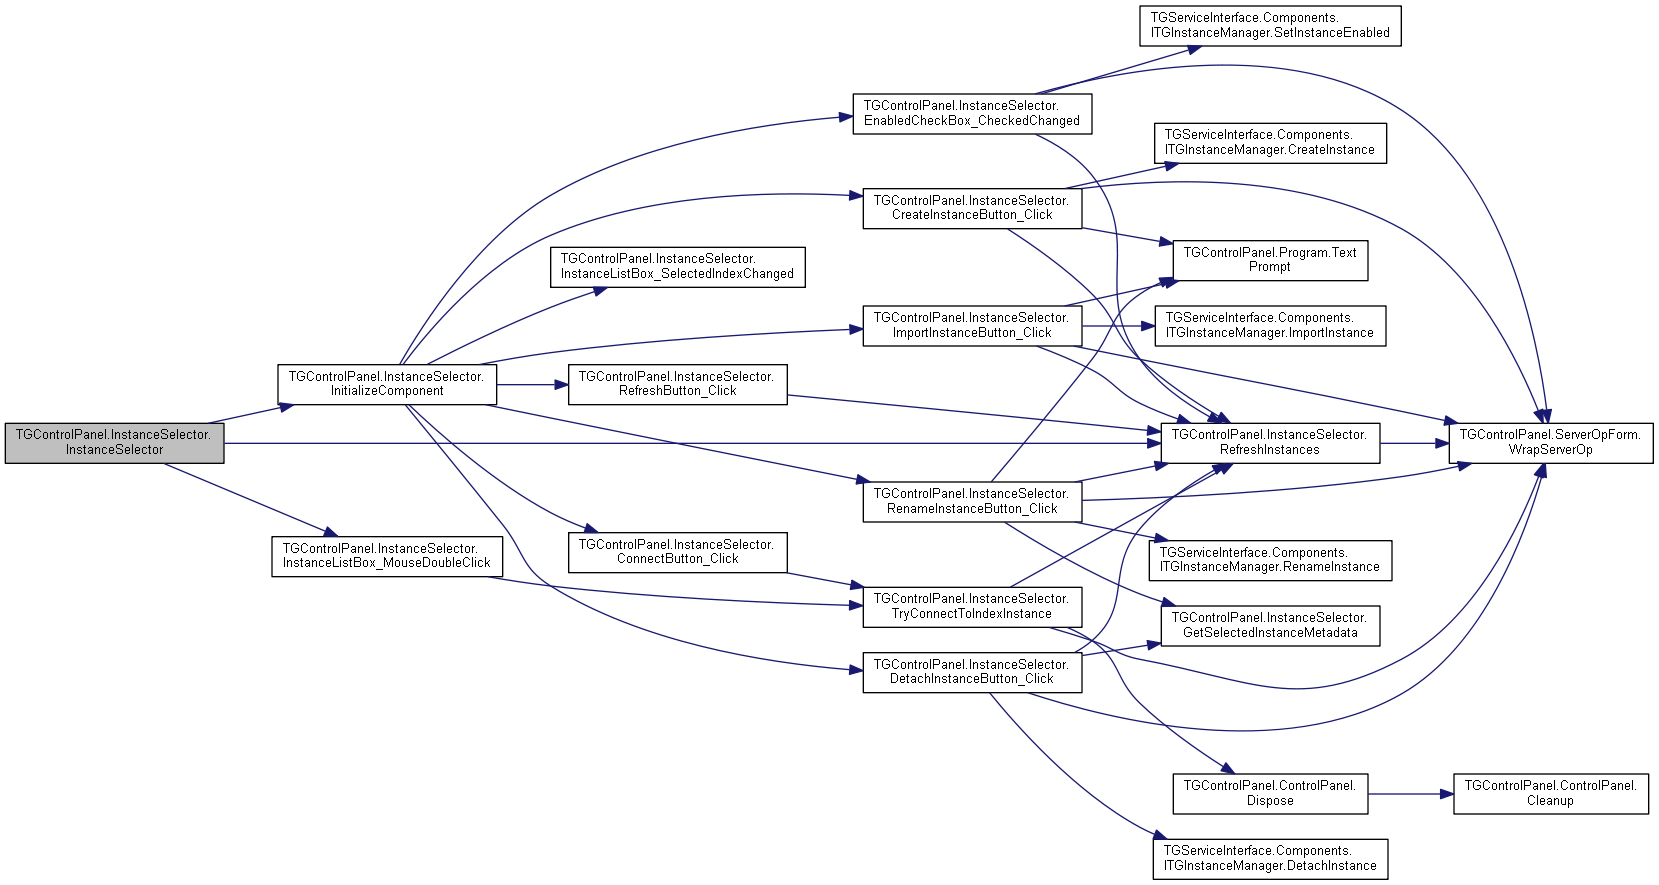 TGServiceInterface.Components.
ITGInstanceManager.SetInstanceEnabled
TGControlPanel.InstanceSelector.
EnabledCheckBox_CheckedChanged
TGServiceInterface.Components.
ITGInstanceManager.CreateInstance
TGControlPanel.InstanceSelector.
CreateInstanceButton_Click
TGControlPanel.InstanceSelector.
InstanceListBox_SelectedIndexChanged
TGControlPanel.Program.Text
Prompt
TGControlPanel.InstanceSelector.
ImportInstanceButton_Click
TGServiceInterface.Components.
ITGInstanceManager.ImportInstance
TGControlPanel.InstanceSelector.
InitializeComponent
TGControlPanel.InstanceSelector.
RefreshButton_Click
TGControlPanel.InstanceSelector.
InstanceSelector
TGControlPanel.InstanceSelector.
RefreshInstances
TGControlPanel.ServerOpForm.
WrapServerOp
TGControlPanel.InstanceSelector.
RenameInstanceButton_Click
TGControlPanel.InstanceSelector.
InstanceListBox_MouseDoubleClick
TGControlPanel.InstanceSelector.
ConnectButton_Click
TGServiceInterface.Components.
ITGInstanceManager.RenameInstance
TGControlPanel.InstanceSelector.
TryConnectToIndexInstance
TGControlPanel.InstanceSelector.
GetSelectedInstanceMetadata
TGControlPanel.InstanceSelector.
DetachInstanceButton_Click
TGControlPanel.ControlPanel.
Dispose
TGControlPanel.ControlPanel.
Cleanup
TGServiceInterface.Components.
ITGInstanceManager.DetachInstance